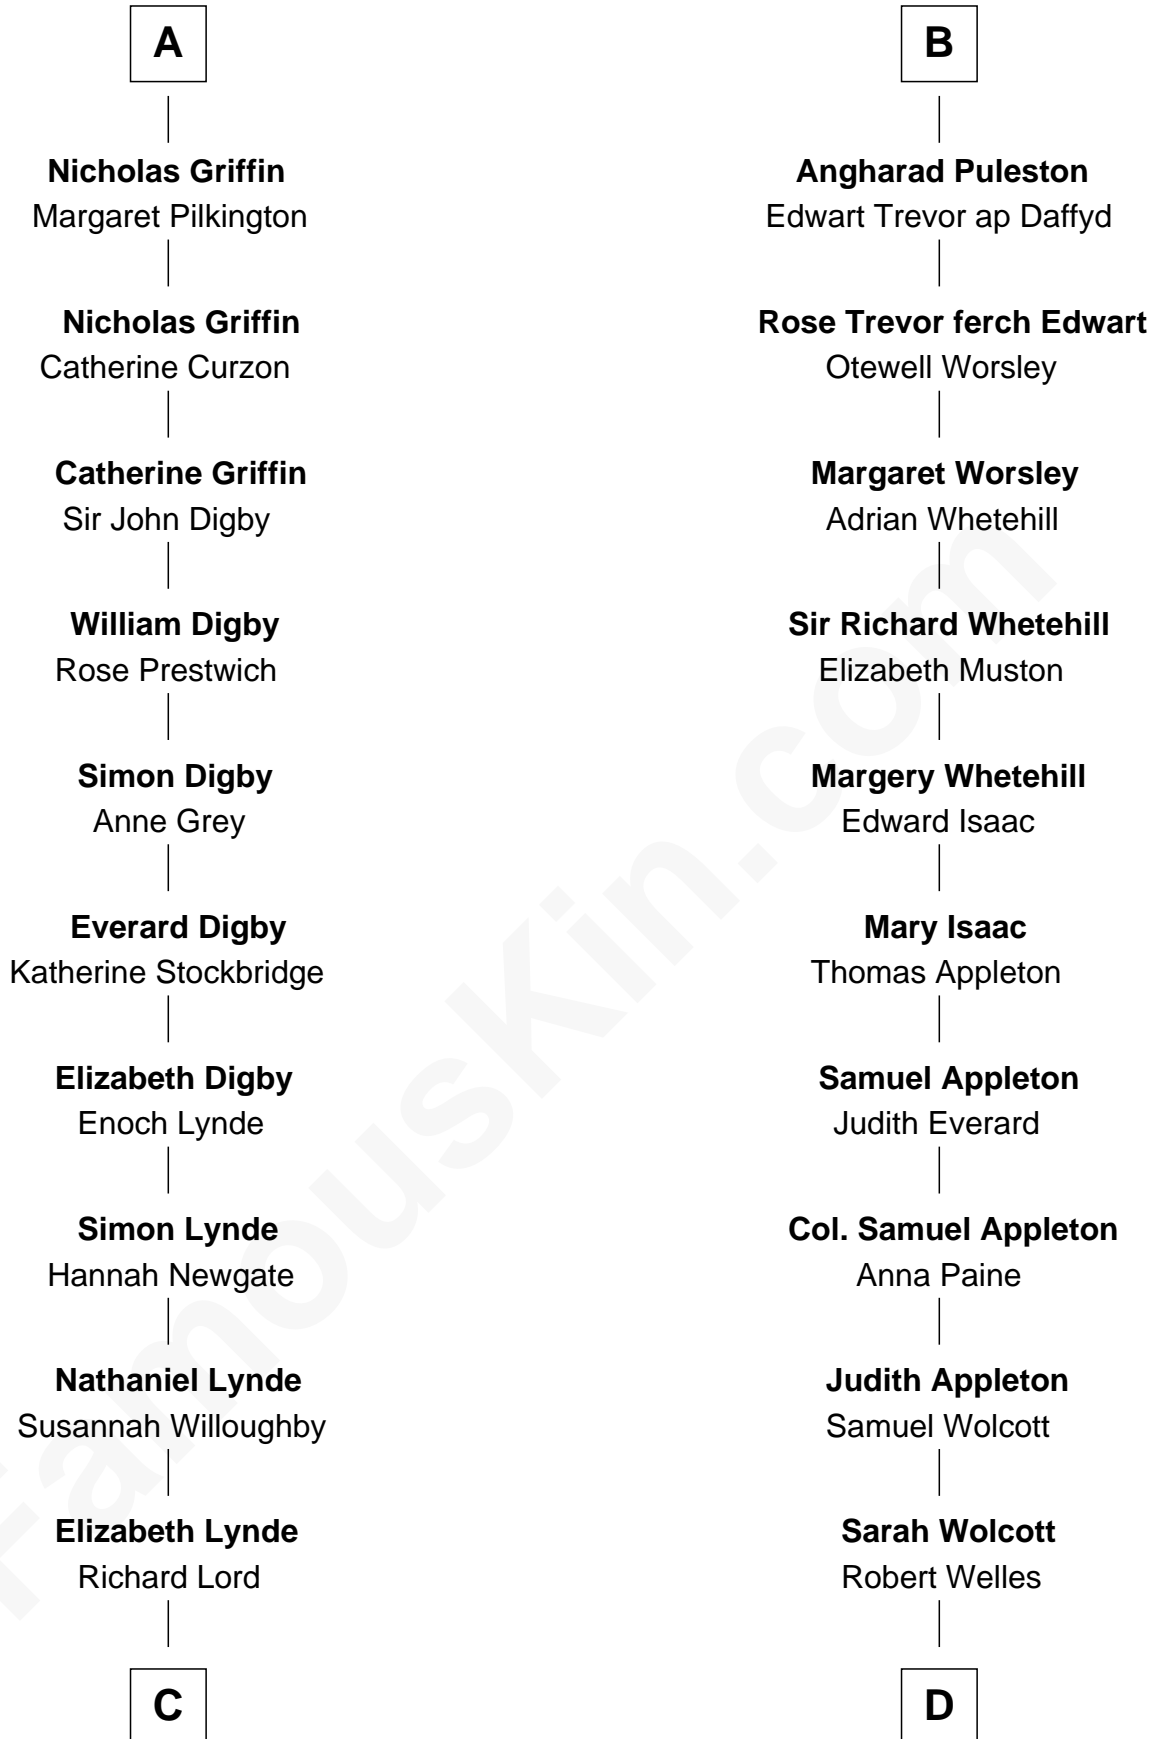 A
Nicholas Griffin
Margaret Pilkington
Nicholas Griffin
Catherine Curzon
Catherine Griffin
Sir John Digby
William Digby
Rose Prestwich
Simon Digby
Anne Grey
Everard Digby
Katherine Stockbridge
Elizabeth Digby
Enoch Lynde
Simon Lynde
Hannah Newgate
Nathaniel Lynde
Susannah Willoughby
Elizabeth Lynde
Richard Lord
C
B
Angharad Puleston
Edwart Trevor ap Daffyd
Rose Trevor ferch Edwart
Otewell Worsley
Margaret Worsley
Adrian Whetehill
Sir Richard Whetehill
Elizabeth Muston
Margery Whetehill
Edward Isaac
Mary Isaac
Thomas Appleton
Samuel Appleton
Judith Everard
Col. Samuel Appleton
Anna Paine
Judith Appleton
Samuel Wolcott
Sarah Wolcott
Robert Welles
D
FamousKin.com